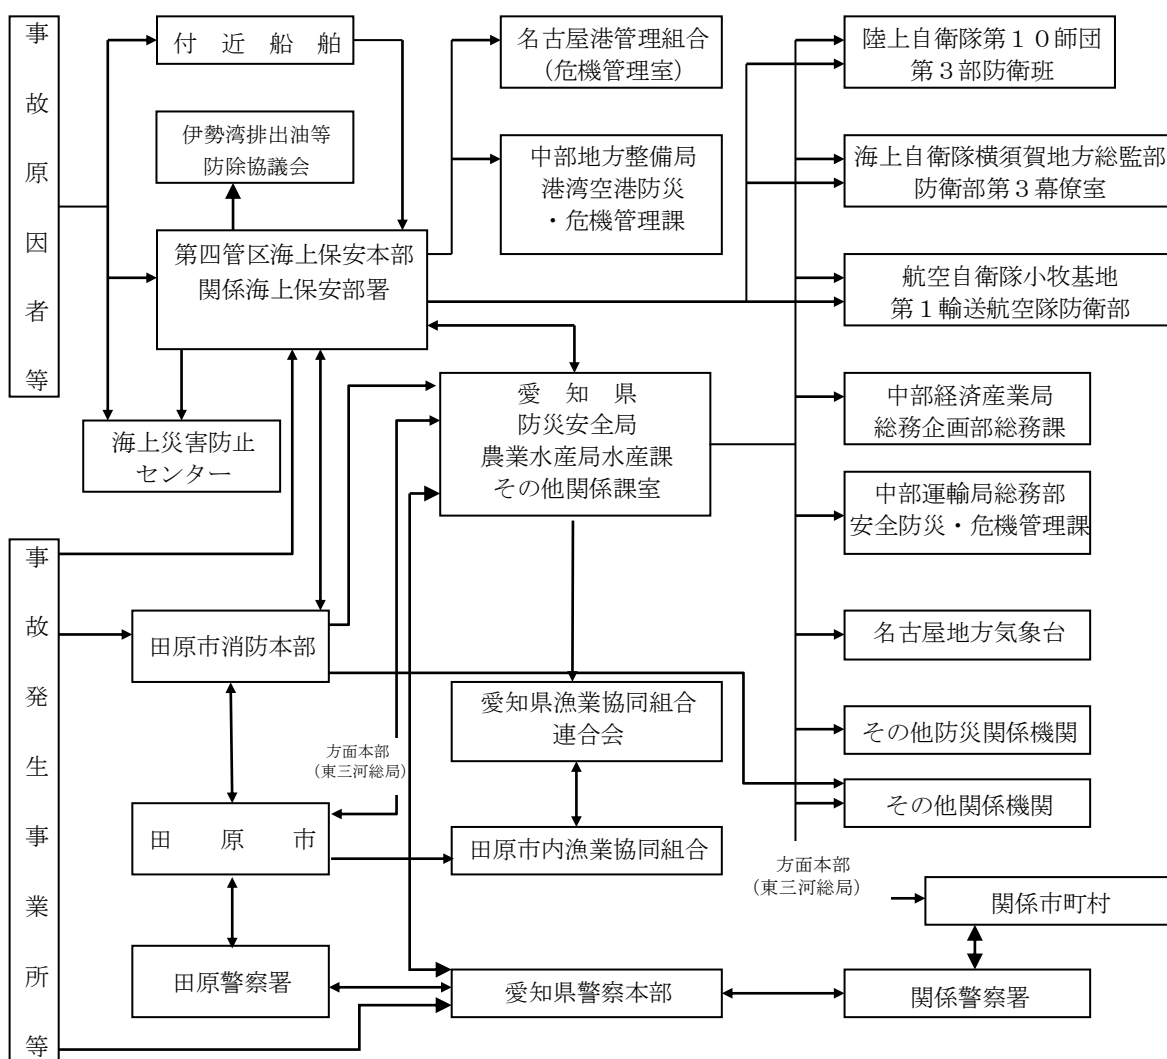 事故原因者等
付　近　船　舶
伊勢湾排出油等
防除協議会
第四管区海上保安本部
関係海上保安部署
海上災害防止
センター
名古屋港管理組合
（危機管理室）
中部地方整備局
港湾空港防災
・危機管理課
愛　知　県
防災安全局
農業水産局水産課
その他関係課室
陸上自衛隊第１０師団
第３部防衛班
海上自衛隊横須賀地方総監部
防衛部第３幕僚室
航空自衛隊小牧基地
第１輸送航空隊防衛部
中部経済産業局
総務企画部総務課
中部運輸局総務部
安全防災・危機管理課
名古屋地方気象台
その他防災関係機関
その他関係機関
事故発生事業所等
田原市消防本部
方面本部
（東三河総局）
田　原　市
田原警察署
愛知県漁業協同組合
連合会
田原市内漁業協同組合
愛知県警察本部
方面本部
（東三河総局）
関係市町村
関係警察署